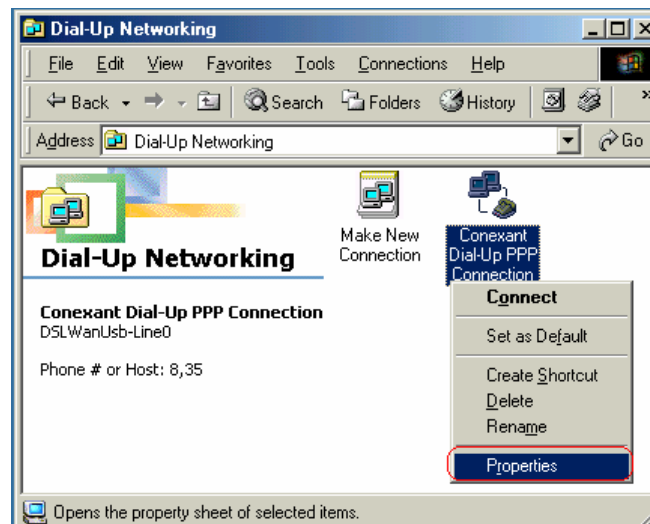 Dial-Up Networking
File Edit View Favorites Tools Connections Help
Back Search Folders History »
Address Dial-Up Networking Go
Make New
Connection
Conexant
Dial-Up PPP
Connection
Dial-Up Networking
Conexant Dial-Up PPP Connection
DSLWanUsb-Line0
Phone # or Host: 8,35
Connect
Set as Default
Create Shortcut
Delete
Rename
Properties
Opens the property sheet of selected items.